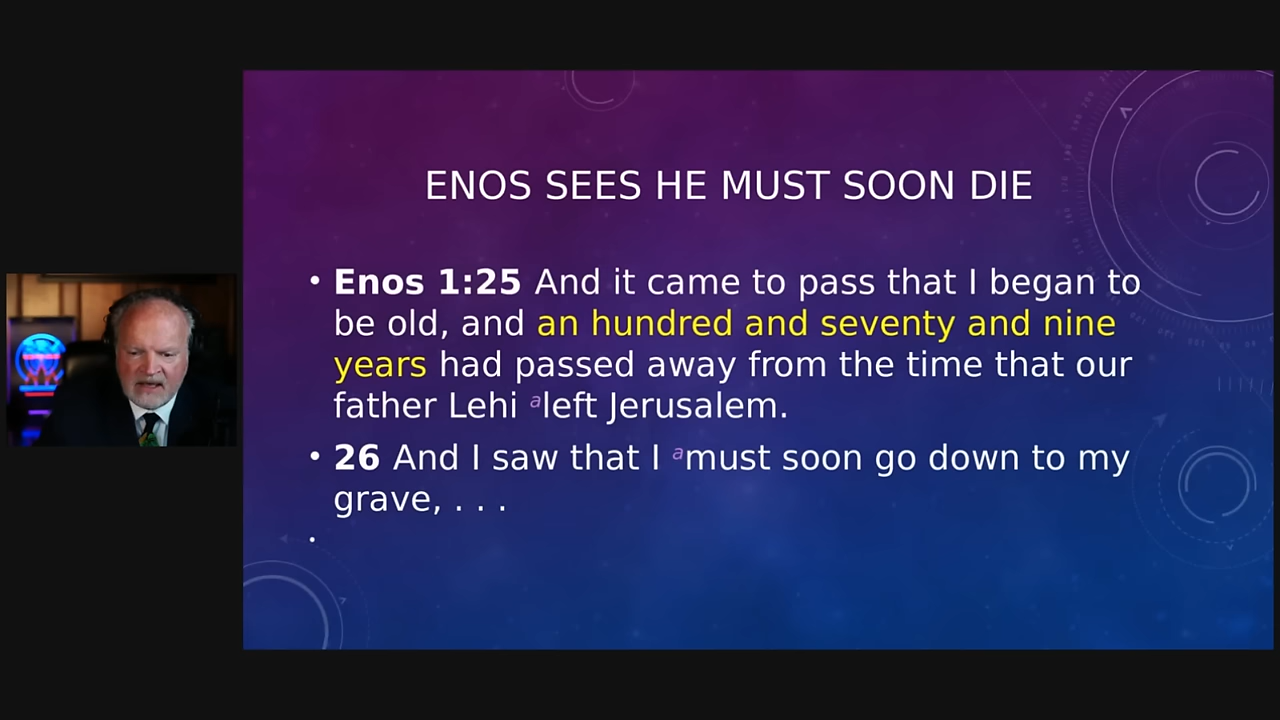 ENOS SEES HE MUST SOON DIE
• Enos 1:25 And it came to pass that I began to
be old, and an hundred and seventy and nine
years had passed away from the time that our
father Lehi aleft Jerusalem.
• 26 And I saw that I amust soon go down to my
grave, . . .
•